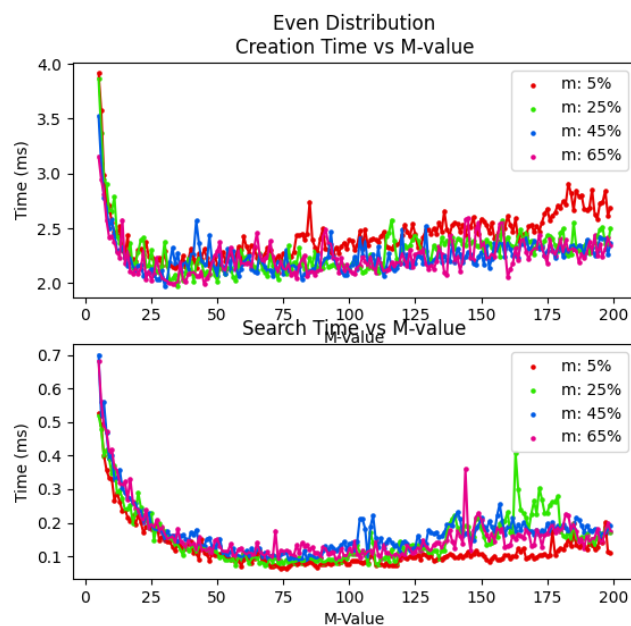 Even Distribution
Creation Time vs M-value
4.0
3.5
3.0
2.5
2.0
Time (ms)
m: 5%
m: 25%
m: 45%
m: 65%
0 25 50 75 100 125 150 175 200
M-Value
Search Time vs M-value
0.7
0.6
0.5
0.4
0.3
0.2
0.1
Time (ms)
m: 5%
m: 25%
m: 45%
m: 65%
0 25 50 75 100 125 150 175 200
M-Value